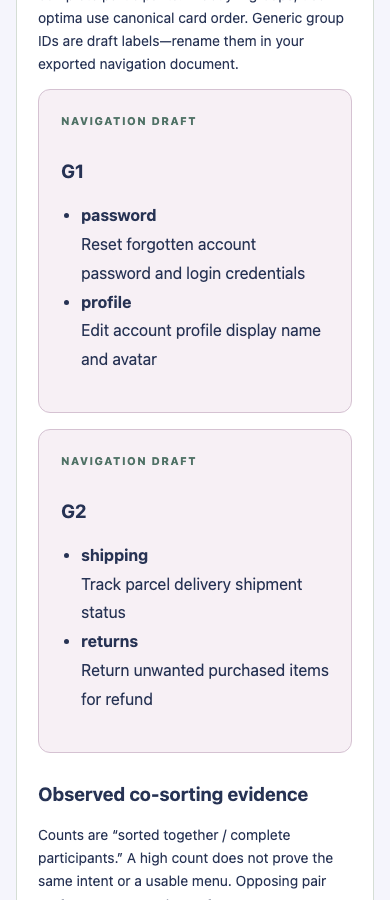 optima use canonical card order. Generic group
IDs are draft labels—rename them in your
exported navigation document.
NAVIGATION DRAFT
G1
• password
Reset forgotten account
password and login credentials
• profile
Edit account profile display name
and avatar
NAVIGATION DRAFT
G2
• shipping
Track parcel delivery shipment
status
• returns
Return unwanted purchased items
for refund
Observed co-sorting evidence
Counts are “sorted together / complete
participants.” A high count does not prove the
same intent or a usable menu. Opposing pair